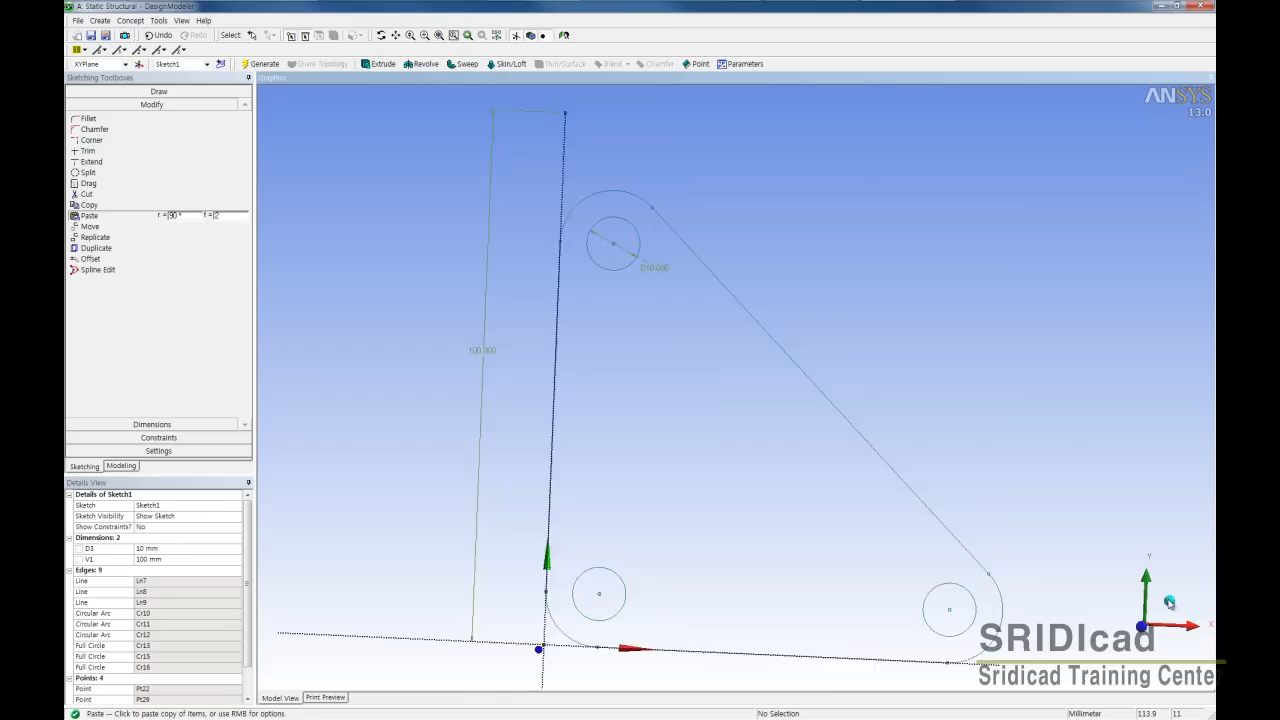 A: Static Structural - DesignModeler
File Create Concept Tools View Help
Undo Redo Select:
XYPlane Sketch1 Generate Share Topology Extrude Revolve Sweep Skin/Loft Thin/Surface Blend Chamfer Point Parameters
Sketching Toolboxes
Graphics
Draw
Modify
Fillet
Chamfer
Corner
Trim
Extend
Split
Drag
Cut
Copy
Paste r = 90 ° f = 2
Move
Replicate
Duplicate
Offset
Spline Edit
Dimensions
Constraints
Settings
Sketching Modeling
Details View
Details of Sketch1
Sketch Sketch1
Sketch Visibility Show Sketch
Show Constraints? No
Dimensions: 2
D3 10 mm
V1 100 mm
Edges: 9
Line Ln7
Line Ln8
Line Ln9
Circular Arc Cr10
Circular Arc Cr11
Circular Arc Cr12
Full Circle Cr13
Full Circle Cr15
Full Circle Cr16
Points: 4
Point Pt22
Point Pt29
ANSYS
13.0
D10.000
100.000
Y
X
SRIDIcad
Sridicad Training Center
Model View Print Preview
Paste -- Click to paste copy of items, or use RMB for options No Selection Millimeter 113.9 11